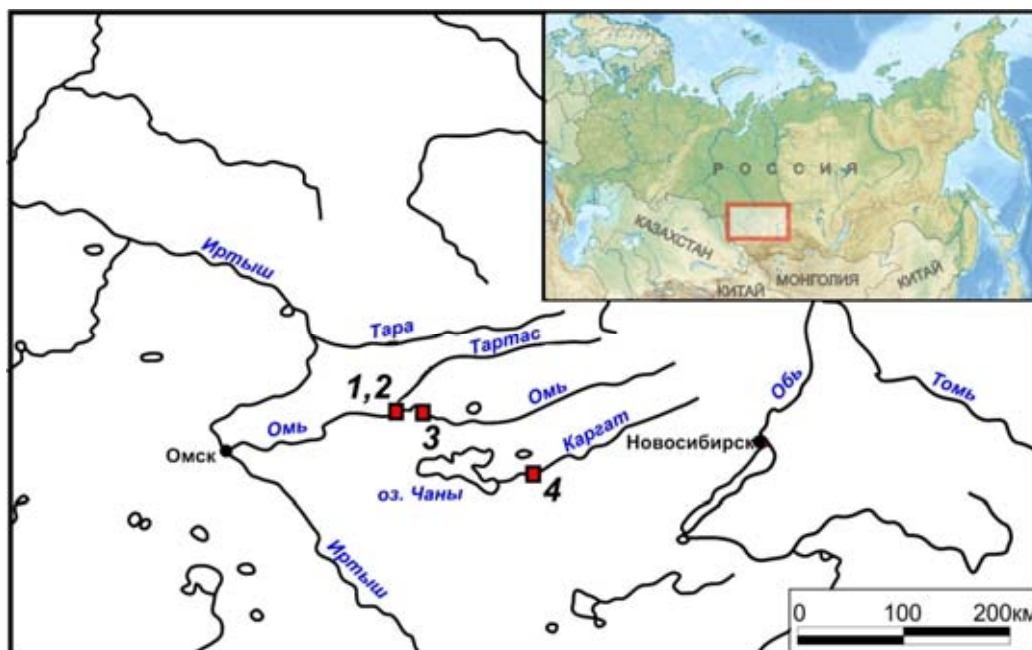 РОССИЯ
КАЗАХСТАН
МОНГОЛИЯ
КИТАЙ
КИТАЙ
Иртыш
Тара
Тартас
1,2
Омь
Омь
3
Каргат
Обь
Томь
Омск
Новосибирск
4
оз. Чаны
Иртыш
0 100 200км